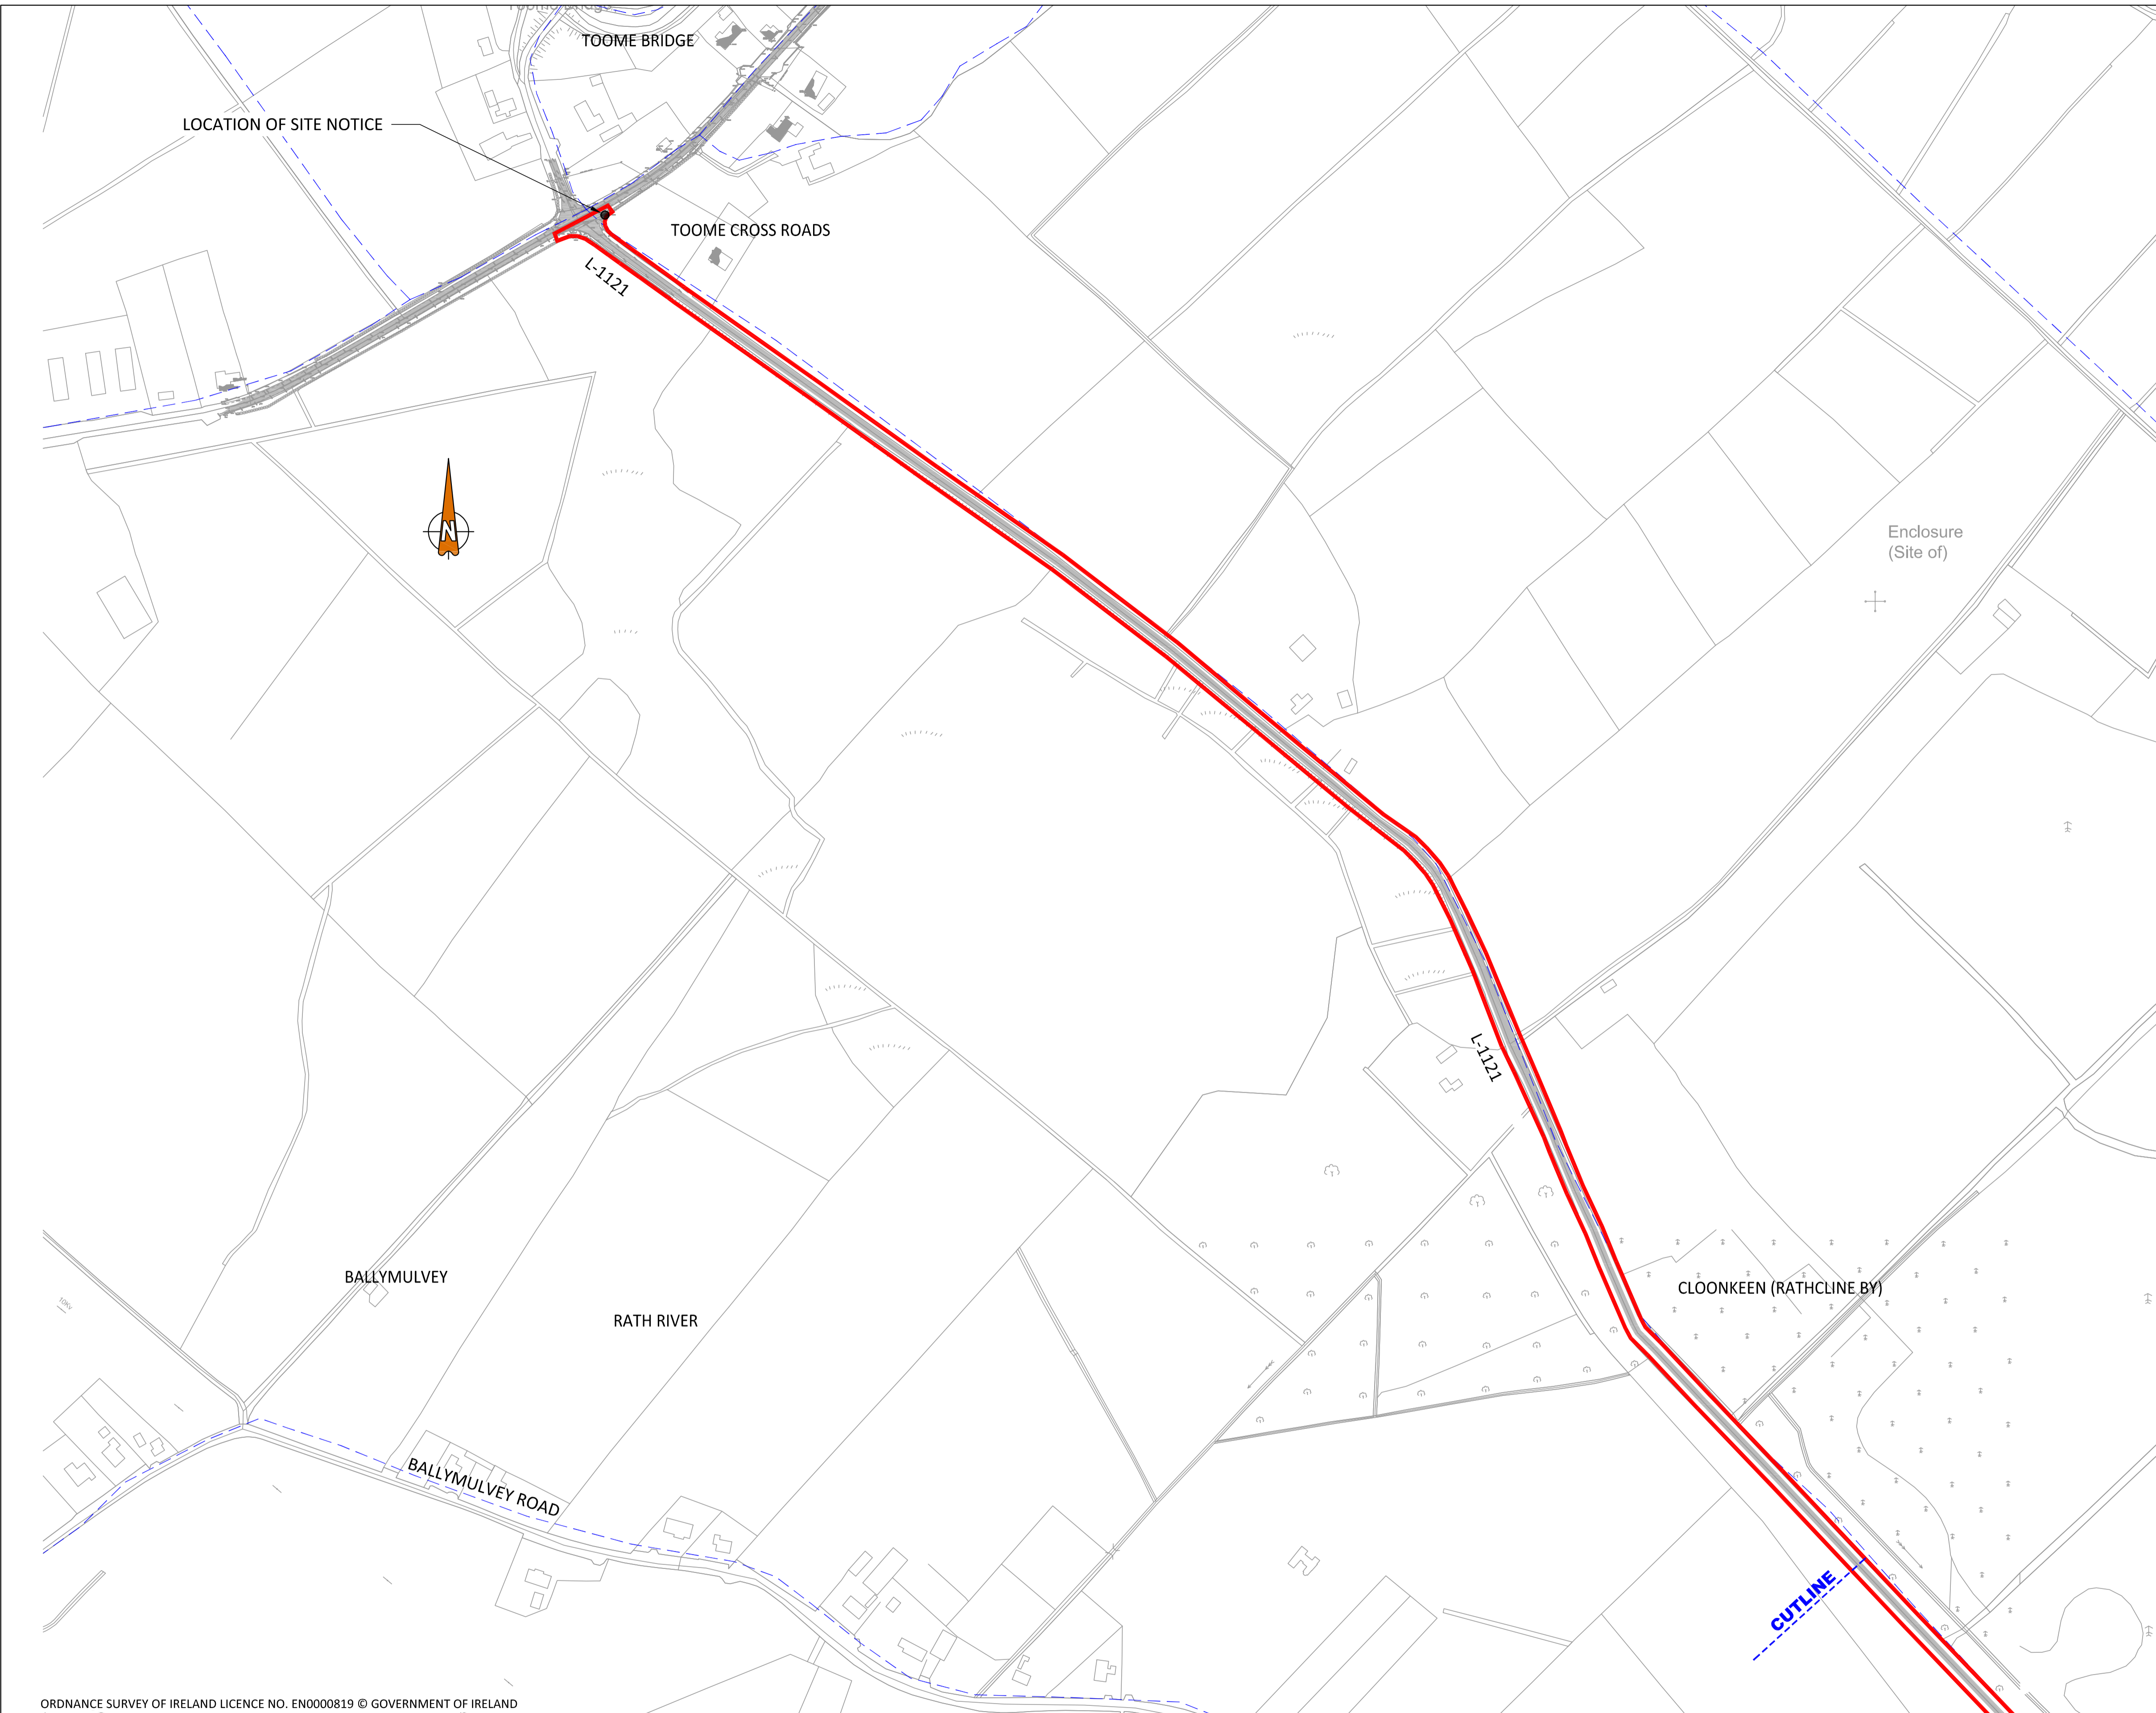 TOOME BRIDGE
LOCATION OF SITE NOTICE
TOOME CROSS ROADS
L-1121
N
Enclosure
(Site of)
L-1121
BALLYMULVEY
CLOONKEEN (RATHCLINE BY)
RATH RIVER
BALLYMULVEY ROAD
CUTLINE
ORDNANCE SURVEY OF IRELAND LICENCE NO. EN0000819 © GOVERNMENT OF IRELAND